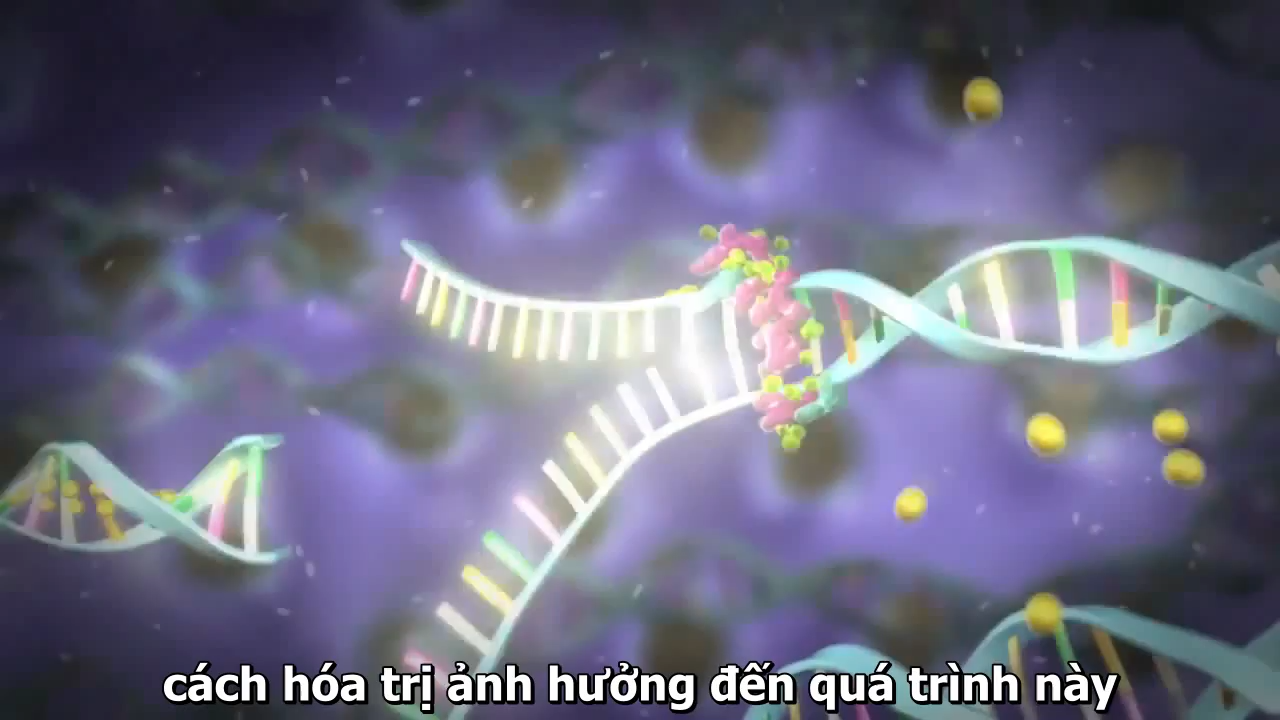 cách hóa trị ảnh hưởng đến quá trình này